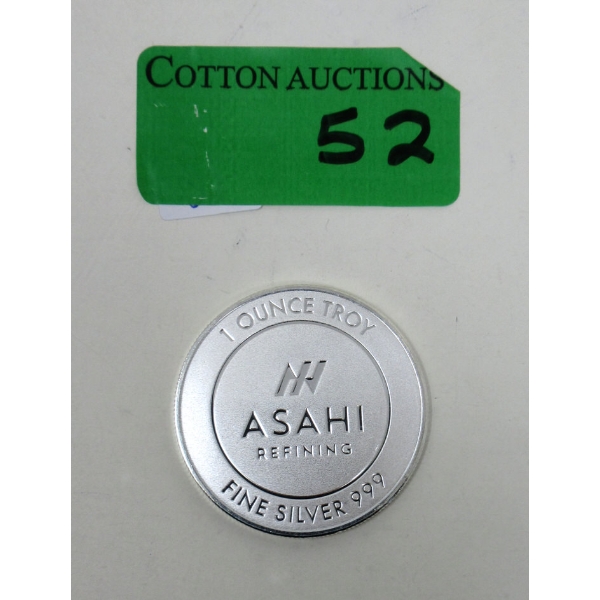 COTTON AUCTIONS
52
1 OUNCE TROY
ASAHI
REFINING
FINE SILVER 999